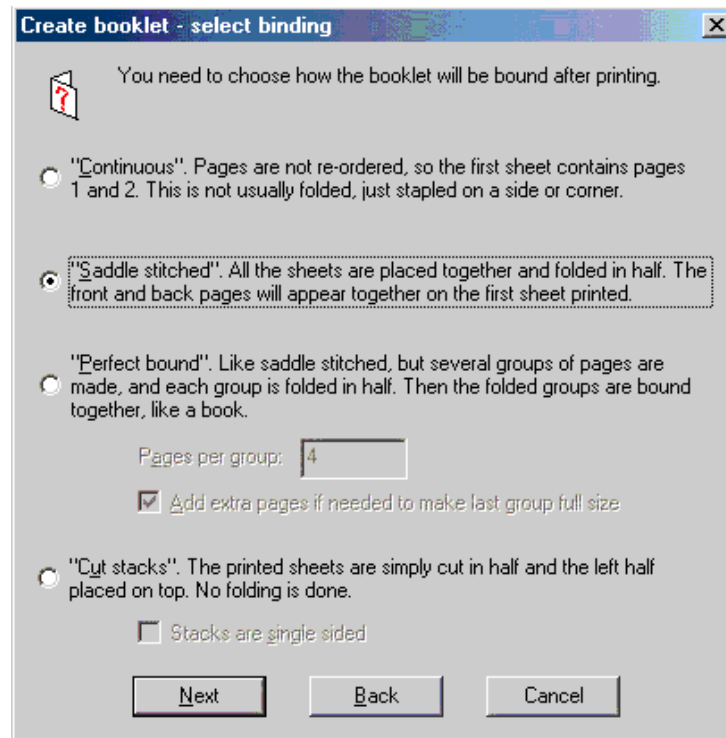 Create booklet - select binding
You need to choose how the booklet will be bound after printing.
"Continuous". Pages are not re-ordered, so the first sheet contains pages
1 and 2. This is not usually folded, just stapled on a side or corner.
"Saddle stitched". All the sheets are placed together and folded in half. The
front and back pages will appear together on the first sheet printed.
"Perfect bound". Like saddle stitched, but several groups of pages are
made, and each group is folded in half. Then the folded groups are bound
together, like a book.
Pages per group: 4
Add extra pages if needed to make last group full size
"Cut stacks". The printed sheets are simply cut in half and the left half
placed on top. No folding is done.
Stacks are single sided
Next Back Cancel